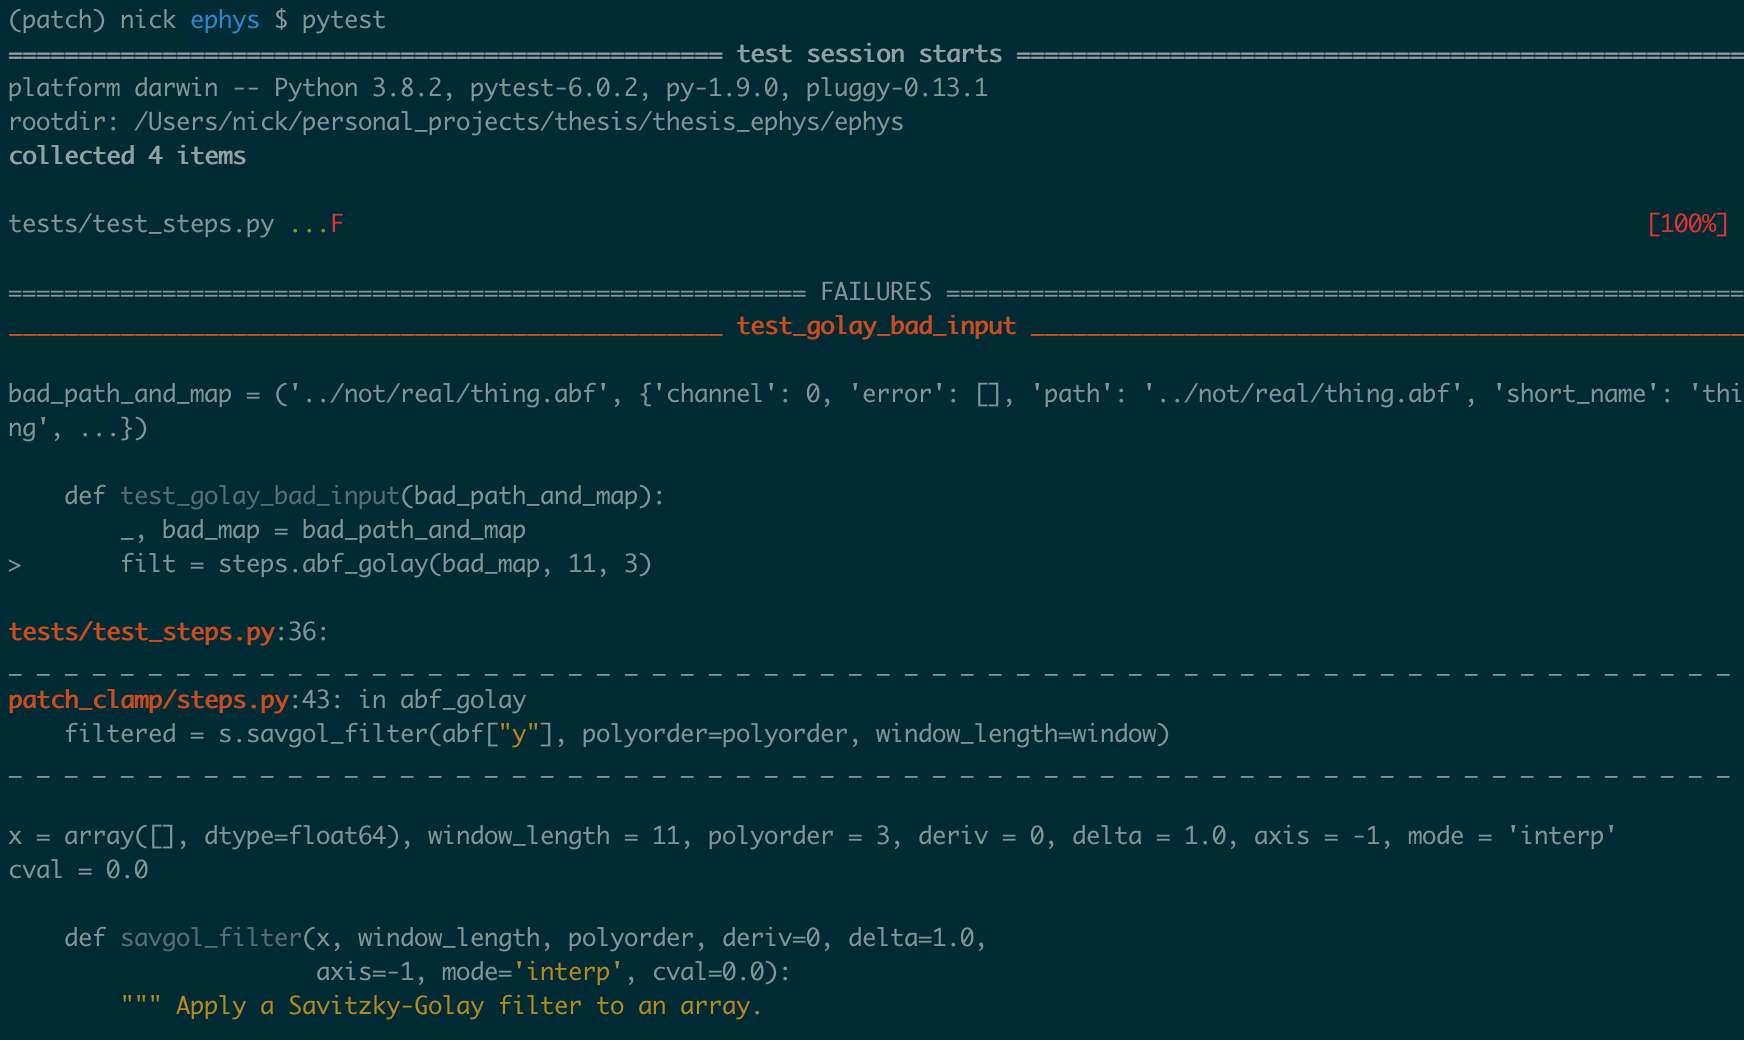 (patch) nick ephys $ pytest
=================================================== test session starts ====================================================
platform darwin -- Python 3.8.2, pytest-6.0.2, py-1.9.0, pluggy-0.13.1
rootdir: /Users/nick/personal_projects/thesis/thesis_ephys/ephys
collected 4 items
tests/test_steps.py ...F [100%]
========================================================= FAILURES =========================================================
___________________________________________________ test_golay_bad_input ___________________________________________________
bad_path_and_map = ('../not/real/thing.abf', {'channel': 0, 'error': [], 'path': '../not/real/thing.abf', 'short_name': 'thi
ng', ...})
    def test_golay_bad_input(bad_path_and_map):
        _, bad_map = bad_path_and_map
>       filt = steps.abf_golay(bad_map, 11, 3)
tests/test_steps.py:36:
_ _ _ _ _ _ _ _ _ _ _ _ _ _ _ _ _ _ _ _ _ _ _ _ _ _ _ _ _ _ _ _ _ _ _ _ _ _ _ _ _ _ _ _ _ _ _ _ _ _ _ _ _ _ _ _ _ _ _ _ _ _
patch_clamp/steps.py:43: in abf_golay
    filtered = s.savgol_filter(abf["y"], polyorder=polyorder, window_length=window)
_ _ _ _ _ _ _ _ _ _ _ _ _ _ _ _ _ _ _ _ _ _ _ _ _ _ _ _ _ _ _ _ _ _ _ _ _ _ _ _ _ _ _ _ _ _ _ _ _ _ _ _ _ _ _ _ _ _ _ _ _ _
x = array([], dtype=float64), window_length = 11, polyorder = 3, deriv = 0, delta = 1.0, axis = -1, mode = 'interp'
cval = 0.0
    def savgol_filter(x, window_length, polyorder, deriv=0, delta=1.0,
                      axis=-1, mode='interp', cval=0.0):
        """ Apply a Savitzky-Golay filter to an array.